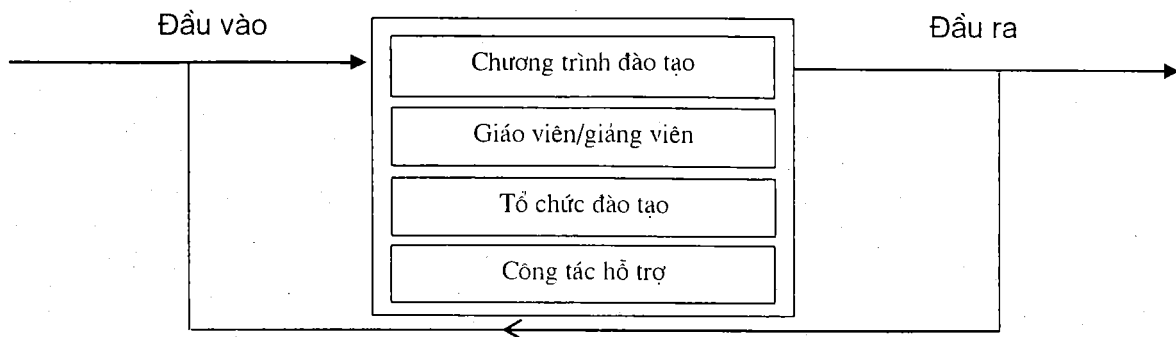 Đầu vào
Đầu ra
Chương trình đào tạo
Giáo viên/giảng viên
Tổ chức đào tạo
Công tác hỗ trợ